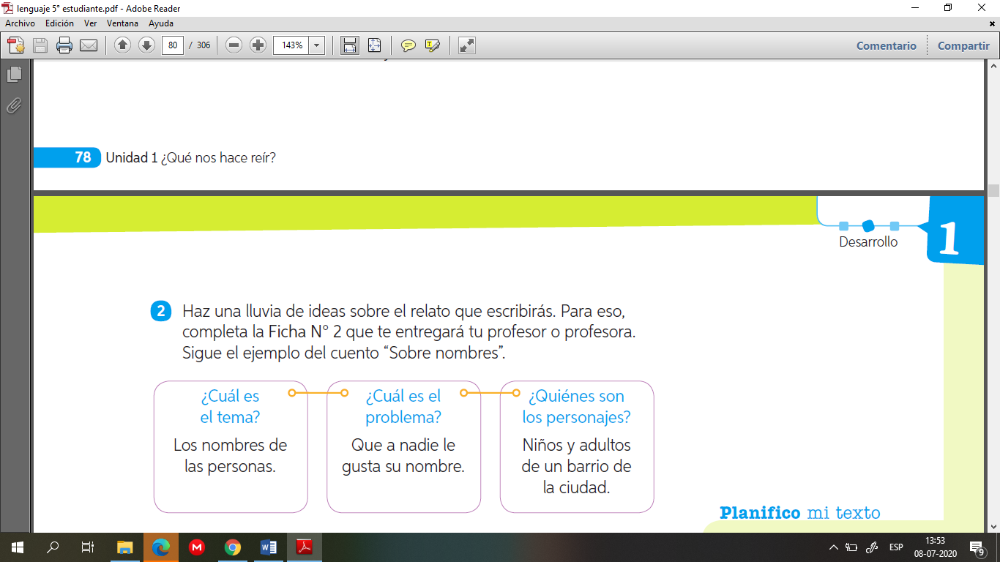 lenguaje 5° estudiante.pdf - Adobe Reader
Archivo Edición Ver Ventana Ayuda
80 / 306 143% Comentario Compartir
78 Unidad 1 ¿Qué nos hace reír?
1
Desarrollo
2 Haz una lluvia de ideas sobre el relato que escribirás. Para eso,
completa la Ficha N° 2 que te entregará tu profesor o profesora.
Sigue el ejemplo del cuento “Sobre nombres”.
¿Cuál es
el tema?
Los nombres de
las personas.
¿Cuál es el
problema?
Que a nadie le
gusta su nombre.
¿Quiénes son
los personajes?
Niños y adultos
de un barrio de
la ciudad.
Planifico mi texto
ESP
13:53
08-07-2020
9